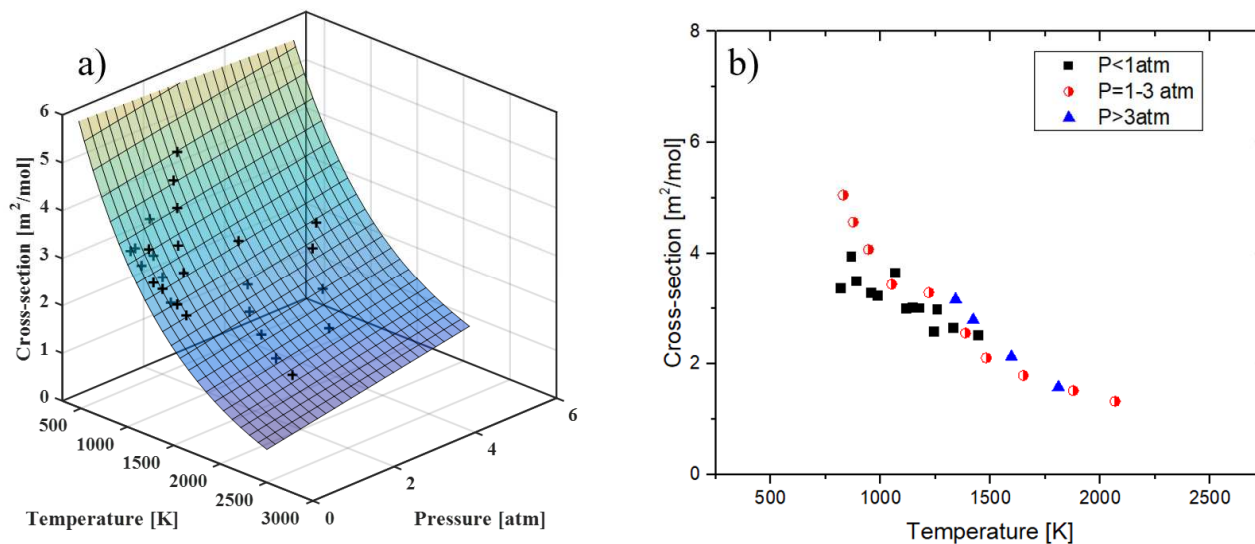 a)
6
5
4
3
2
1
0
Cross-section [m²/mol]
500
1000
1500
2000
2500
3000
Temperature [K]
0
2
4
6
Pressure [atm]
b)
8
6
4
2
0
Cross-section [m²/mol]
P<1atm
P=1-3 atm
P>3atm
500
1000
1500
2000
2500
Temperature [K]